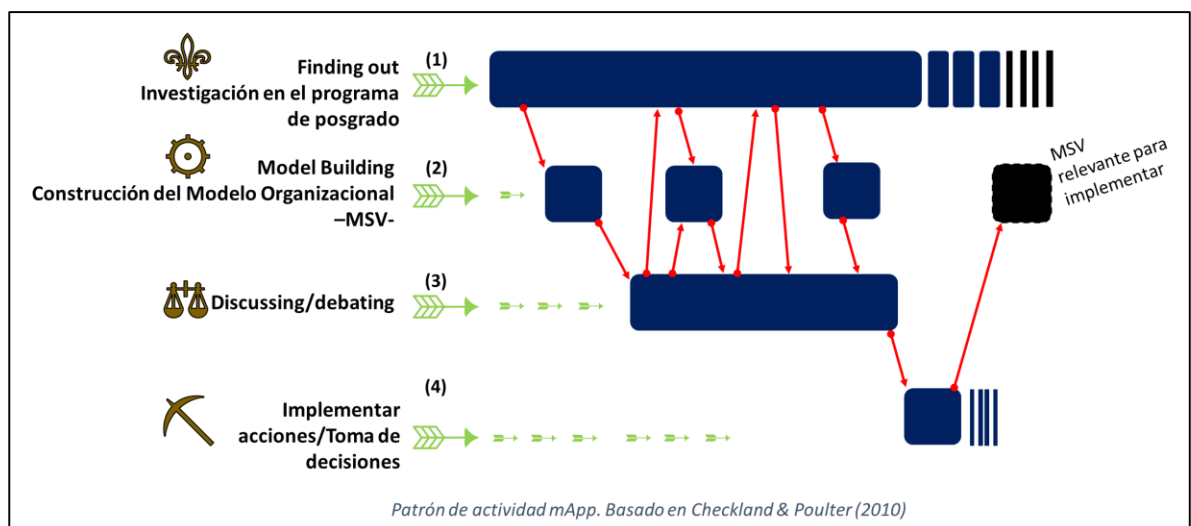 (1)
Finding out
Investigación en el programa
de posgrado
(2)
Model Building
Construcción del Modelo Organizacional
–MSV-
MSV
relevante para
implementar
(3)
Discussing/debating
(4)
Implementar
acciones/Toma de
decisiones
Patrón de actividad mApp. Basado en Checkland & Poulter (2010)